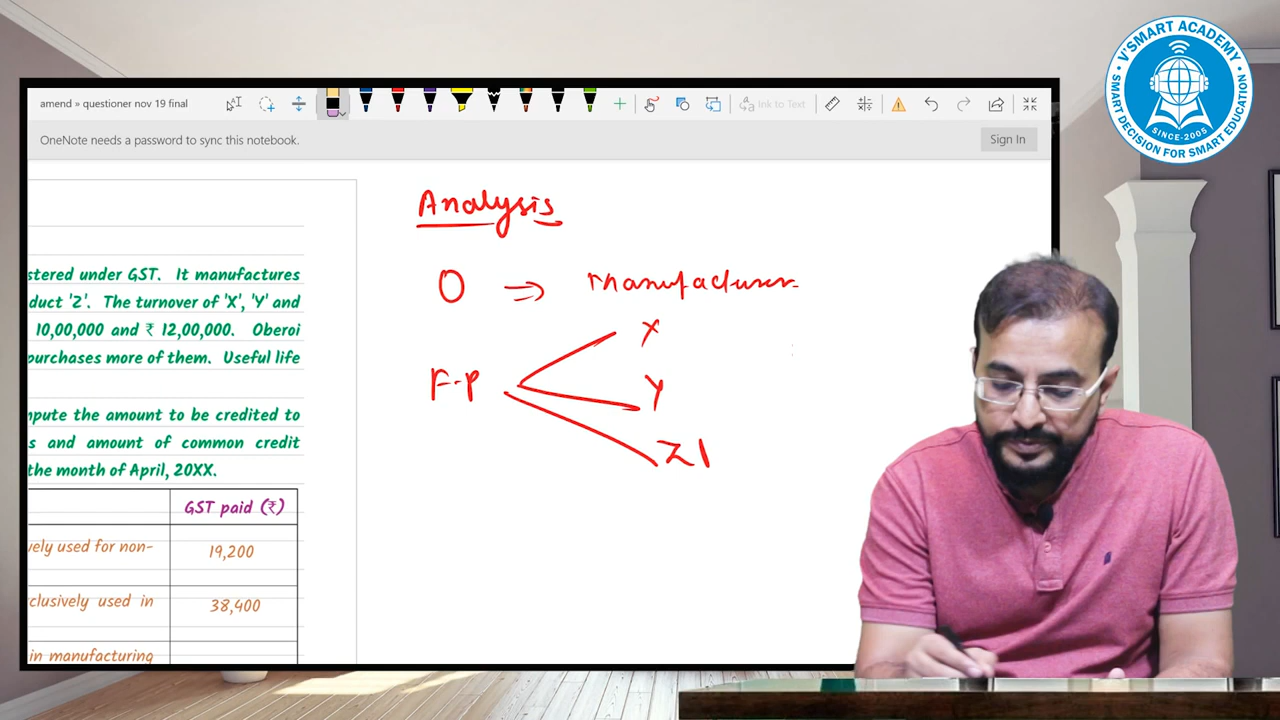 V'SMART ACADEMY
SMART DECISION FOR SMART EDUCATION
SINCE-2005
amend » questioner nov 19 final
Ink to Text
OneNote needs a password to sync this notebook.
Sign In
stered under GST. It manufactures
duct 'Z'. The turnover of 'X', 'Y' and
10,00,000 and ₹ 12,00,000. Oberoi
purchases more of them. Useful life
npute the amount to be credited to
s and amount of common credit
the month of April, 20XX.
GST paid (₹)
vely used for non-
19,200
xclusively used in
38,400
in manufacturing
Analysis
O ⇒ Manufacturer
X
F.P
Y
Z